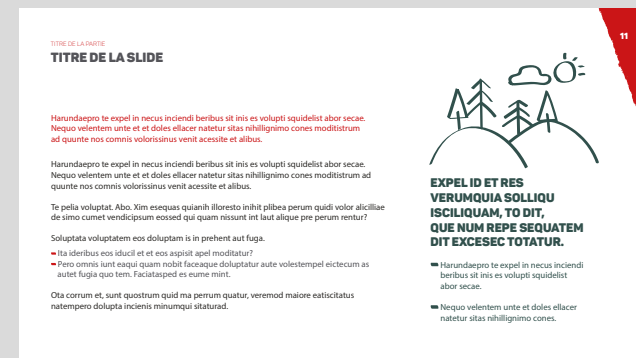 11
TITRE DE LA PARTIE
TITRE DE LA SLIDE
Harundaepro te expel in necus inciendi beribus sit inis es volupti squidelist abor secae.
Nequo velentem unte et et doles ellacer natetur sitas nihillignimo cones moditistrum
ad quunte nos comnis volorissinus venit acessite et alibus.
Harundaepro te expel in necus inciendi beribus sit inis es volupti squidelist abor secae.
Nequo velentem unte et et doles ellacer natetur sitas nihillignimo cones moditistrum ad
quunte nos comnis volorissinus venit acessite et alibus.
Te pelia voluptat. Abo. Xim esequas quianih illoresto inihit plibea perum quidi volor alicilliae
de simo cumet vendicipsum eossed qui quam nissunt int laut alique pre perum rentur?
Soluptata voluptatem eos doluptam is in prehent aut fuga.
Ita ideribus eos iducil et et eos aspisit apel moditatur?
Pero omnis iunt eaqui quam nobit faceaque doluptatur aute volestempel eictecum as
autet fugia quo tem. Faciatasped es eume mint.
Ota corrum et, sunt quostrum quid ma perrum quatur, veremod maiore eatiscitatus
natempero dolupta incienis minimusqui sitaturad.
EXPEL ID ET RES
VERUMQUIA SOLLIQU
ISCILIQUAM, TO DIT,
QUE NUM REPE SEQUATEM
DIT EXCESEC TOTATUR.
Harundaepro te expel in necus inciendi
beribus sit inis es volupti squidelist
abor secae.
Nequo velentem unte et doles ellacer
natetur sitas nihillignimo cones.